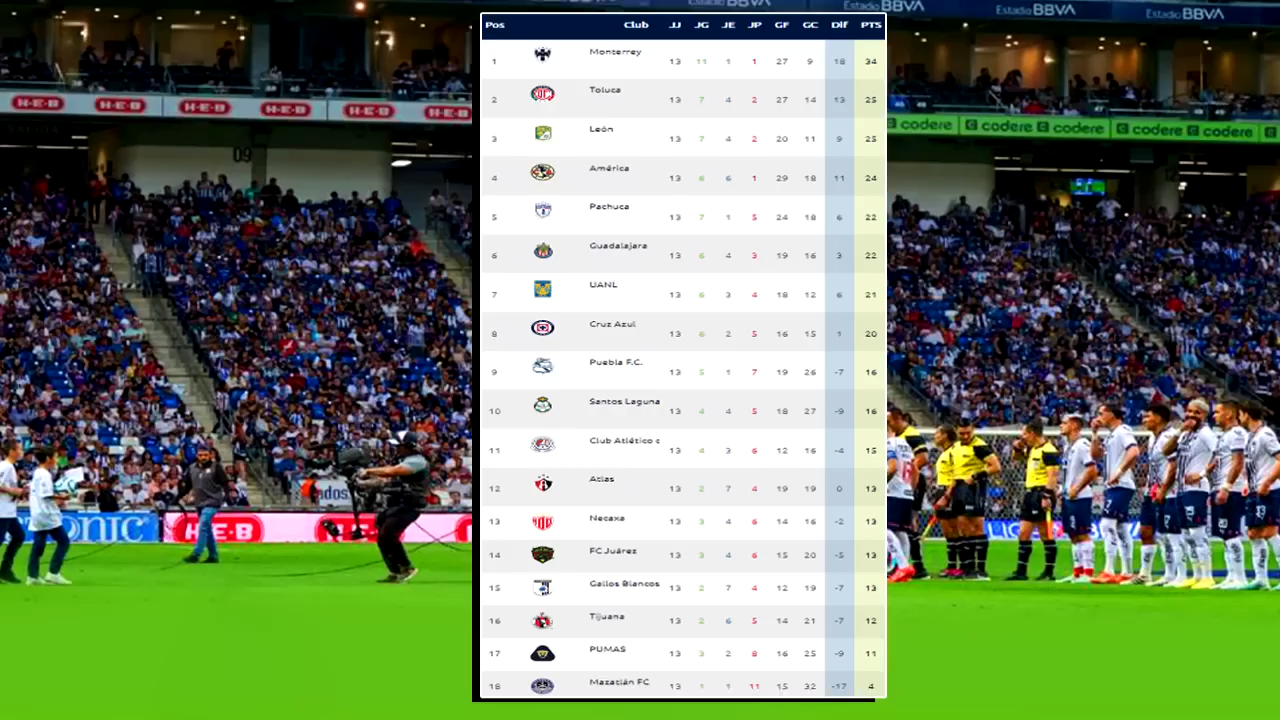 Estadio BBVA
Estadio BBVA
Estadio BBVA
H-E-B H-E-B H-E-B H-E-B H-E-B H-E-B
codere codere codere codere
09
Pos Club JJ JG JE JP GF GC Dif PTS
1 Monterrey 13 11 1 1 27 9 18 34
2 Toluca 13 7 4 2 27 14 13 25
3 León 13 7 4 2 20 11 9 25
4 América 13 6 6 1 29 18 11 24
5 Pachuca 13 7 1 5 24 18 6 22
6 Guadalajara 13 6 4 3 19 16 3 22
7 UANL 13 6 3 4 18 12 6 21
8 Cruz Azul 13 6 2 5 16 15 1 20
9 Puebla F.C. 13 5 1 7 19 26 -7 16
10 Santos Laguna 13 4 4 5 18 27 -9 16
11 Club Atlético c 13 4 3 6 12 16 -4 15
12 Atlas 13 2 7 4 19 19 0 13
13 Necaxa 13 3 4 6 14 16 -2 13
14 FC Juárez 13 3 4 6 15 20 -5 13
15 Gallos Blancos 13 2 7 4 12 19 -7 13
16 Tijuana 13 2 6 5 14 21 -7 12
17 PUMAS 13 3 2 8 16 25 -9 11
18 Mazatlán FC 13 1 1 11 15 32 -17 4
H-E-B H-E-B